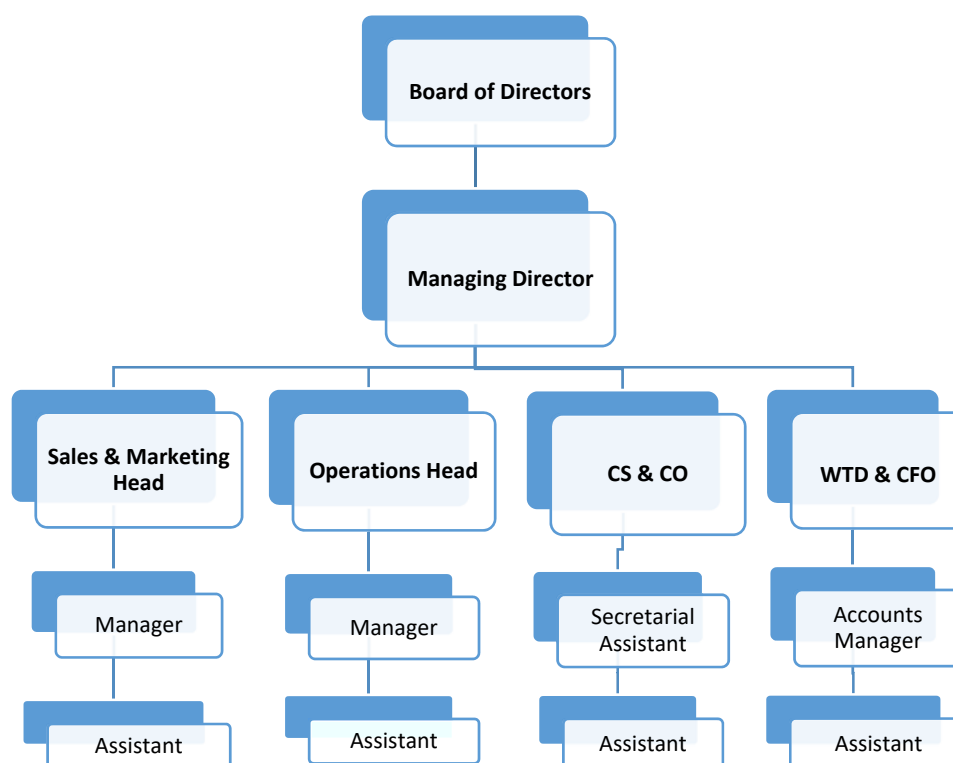 Board of Directors
Managing Director
Sales & Marketing
Head
Operations Head
CS & CO
WTD & CFO
Manager
Manager
Secretarial
Assistant
Accounts
Manager
Assistant
Assistant
Assistant
Assistant